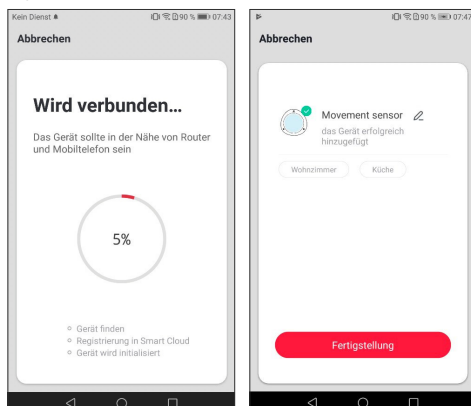 Kein Dienst 07:43
Abbrechen
Wird verbunden...
Das Gerät sollte in der Nähe von Router
und Mobiltelefon sein
5%
Gerät finden
Registrierung in Smart Cloud
Gerät wird initialisiert
90 % 07:47
Abbrechen
Movement sensor
das Gerät erfolgreich
hinzugefügt
Wohnzimmer Küche
Fertigstellung